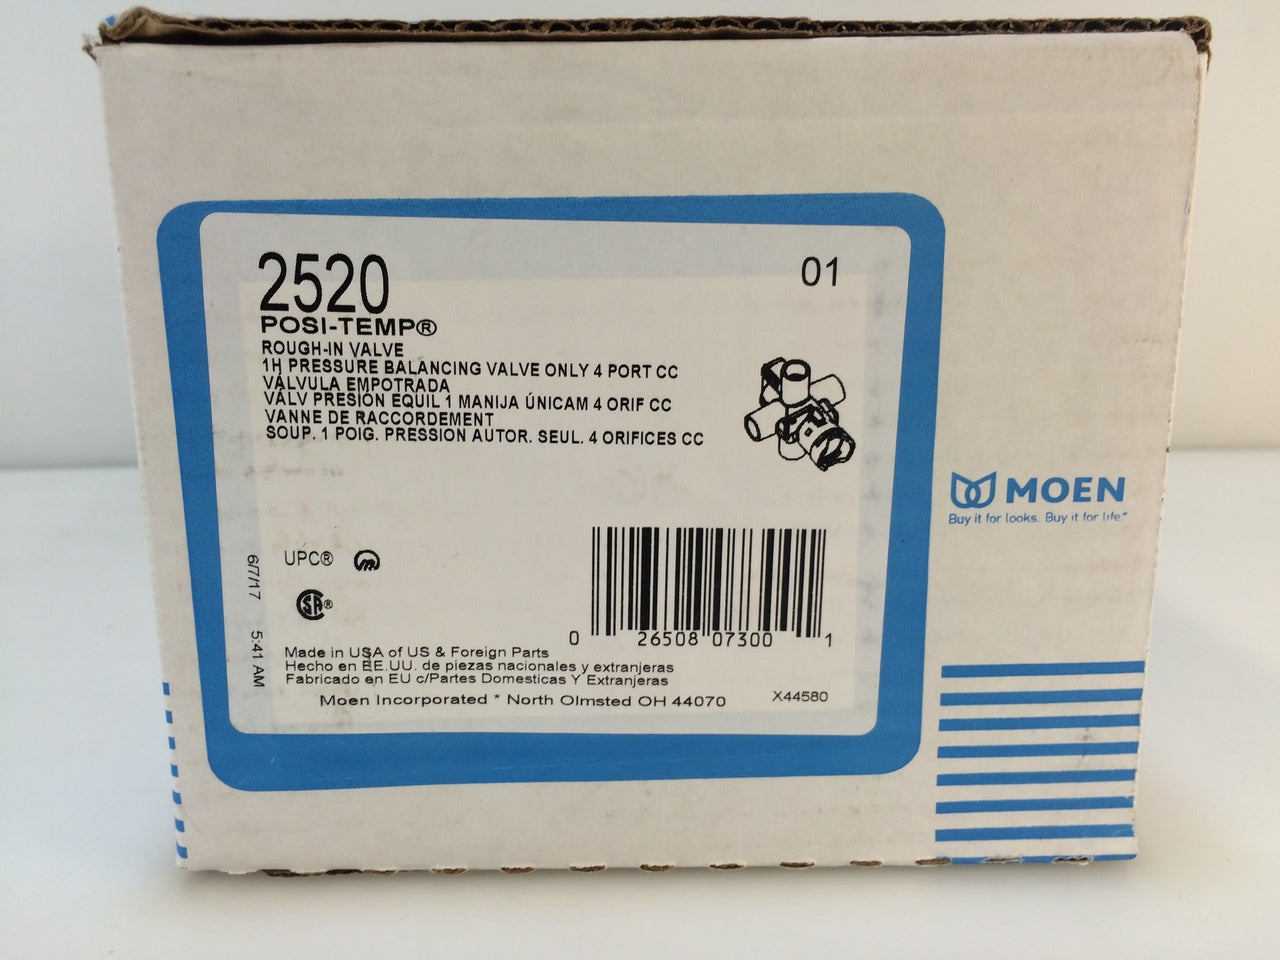 2520
01
POSI-TEMP®
ROUGH-IN VALVE
1H PRESSURE BALANCING VALVE ONLY 4 PORT CC
VÁLVULA EMPOTRADA
VÁLV PRESIÓN EQUIL 1 MANIJA ÚNICAM 4 ORIF CC
VANNE DE RACCORDEMENT
SOUP. 1 POIG. PRESSION AUTOR. SEUL. 4 ORIFICES CC
MOEN
Buy it for looks. Buy it for life.®
UPC®
6/7/17 5:41 AM
SA®
0 26508 07300 1
Made in USA of US & Foreign Parts
Hecho en EE.UU. de piezas nacionales y extranjeras
Fabricado en EU c/Partes Domesticas Y Extranjeras
Moen Incorporated * North Olmsted OH 44070
X44580